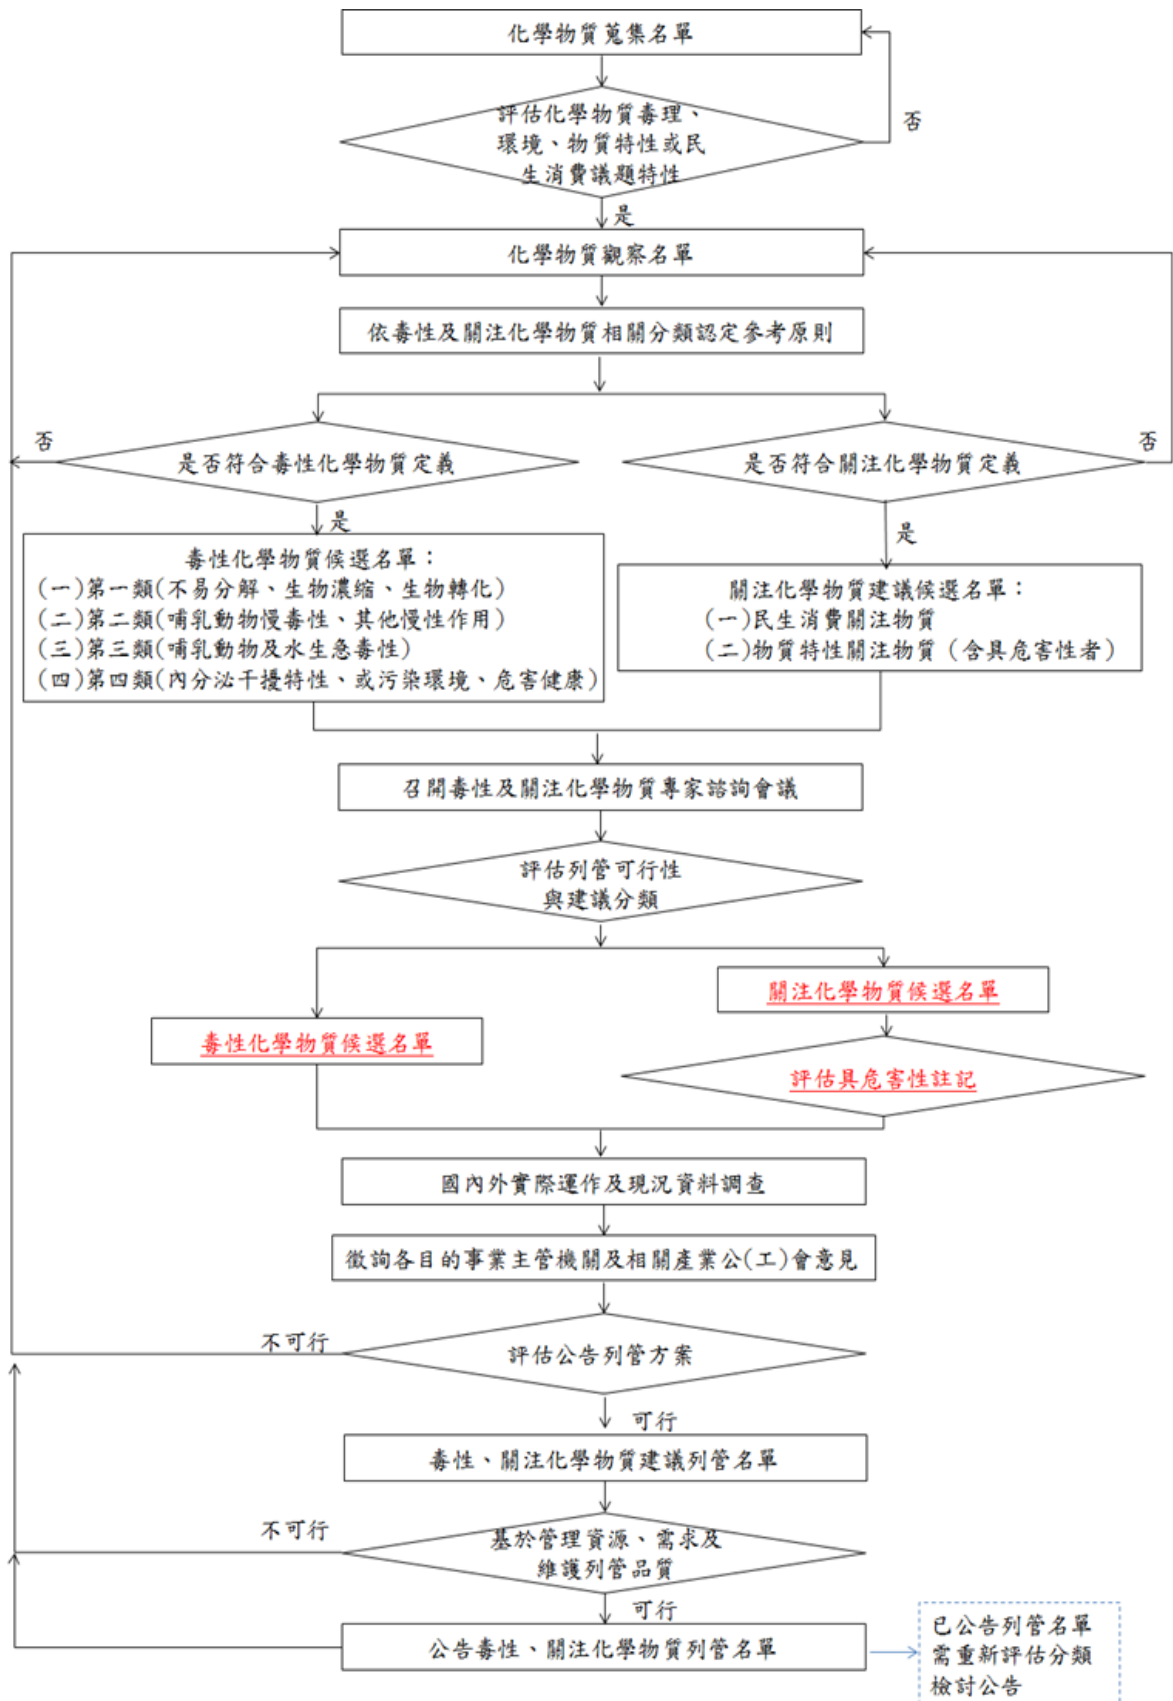 化學物質蒐集名單
評估化學物質毒理、
環境、物質特性或民
生消費議題特性
否
是
化學物質觀察名單
依毒性及關注化學物質相關分類認定參考原則
否
是否符合毒性化學物質定義
是否符合關注化學物質定義
否
是
是
毒性化學物質候選名單：
(一)第一類(不易分解、生物濃縮、生物轉化)
(二)第二類(哺乳動物慢毒性、其他慢性作用)
(三)第三類(哺乳動物及水生急毒性)
(四)第四類(內分泌干擾特性、或污染環境、危害健康)
關注化學物質建議候選名單：
(一)民生消費關注物質
(二)物質特性關注物質（含具危害性者）
召開毒性及關注化學物質專家諮詢會議
評估列管可行性
與建議分類
關注化學物質候選名單
毒性化學物質候選名單
評估具危害性註記
國內外實際運作及現況資料調查
徵詢各目的事業主管機關及相關產業公(工)會意見
不可行
評估公告列管方案
可行
毒性、關注化學物質建議列管名單
不可行
基於管理資源、需求及
維護列管品質
可行
公告毒性、關注化學物質列管名單
已公告列管名單
需重新評估分類
檢討公告